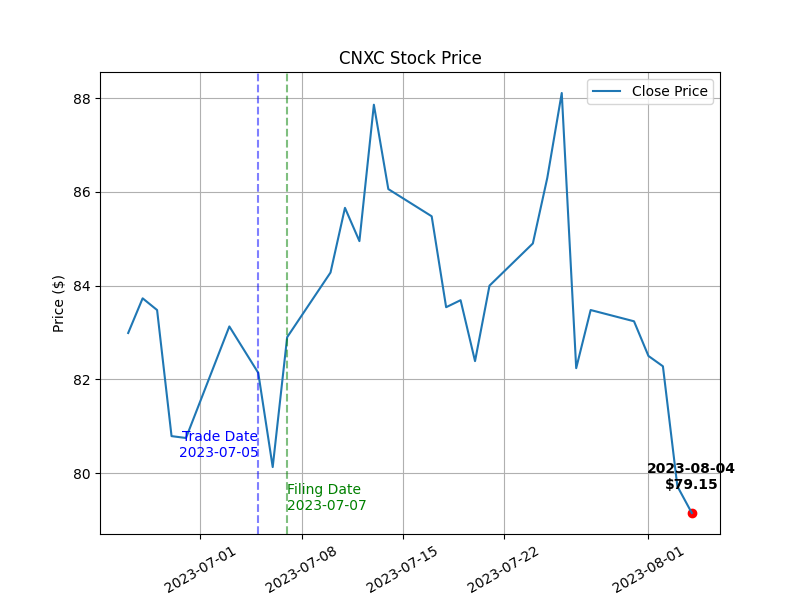 CNXC Stock Price
Close Price
Price ($)
88
86
84
82
80
Trade Date
2023-07-05
Filing Date
2023-07-07
2023-08-04
$79.15
2023-07-01
2023-07-08
2023-07-15
2023-07-22
2023-08-01